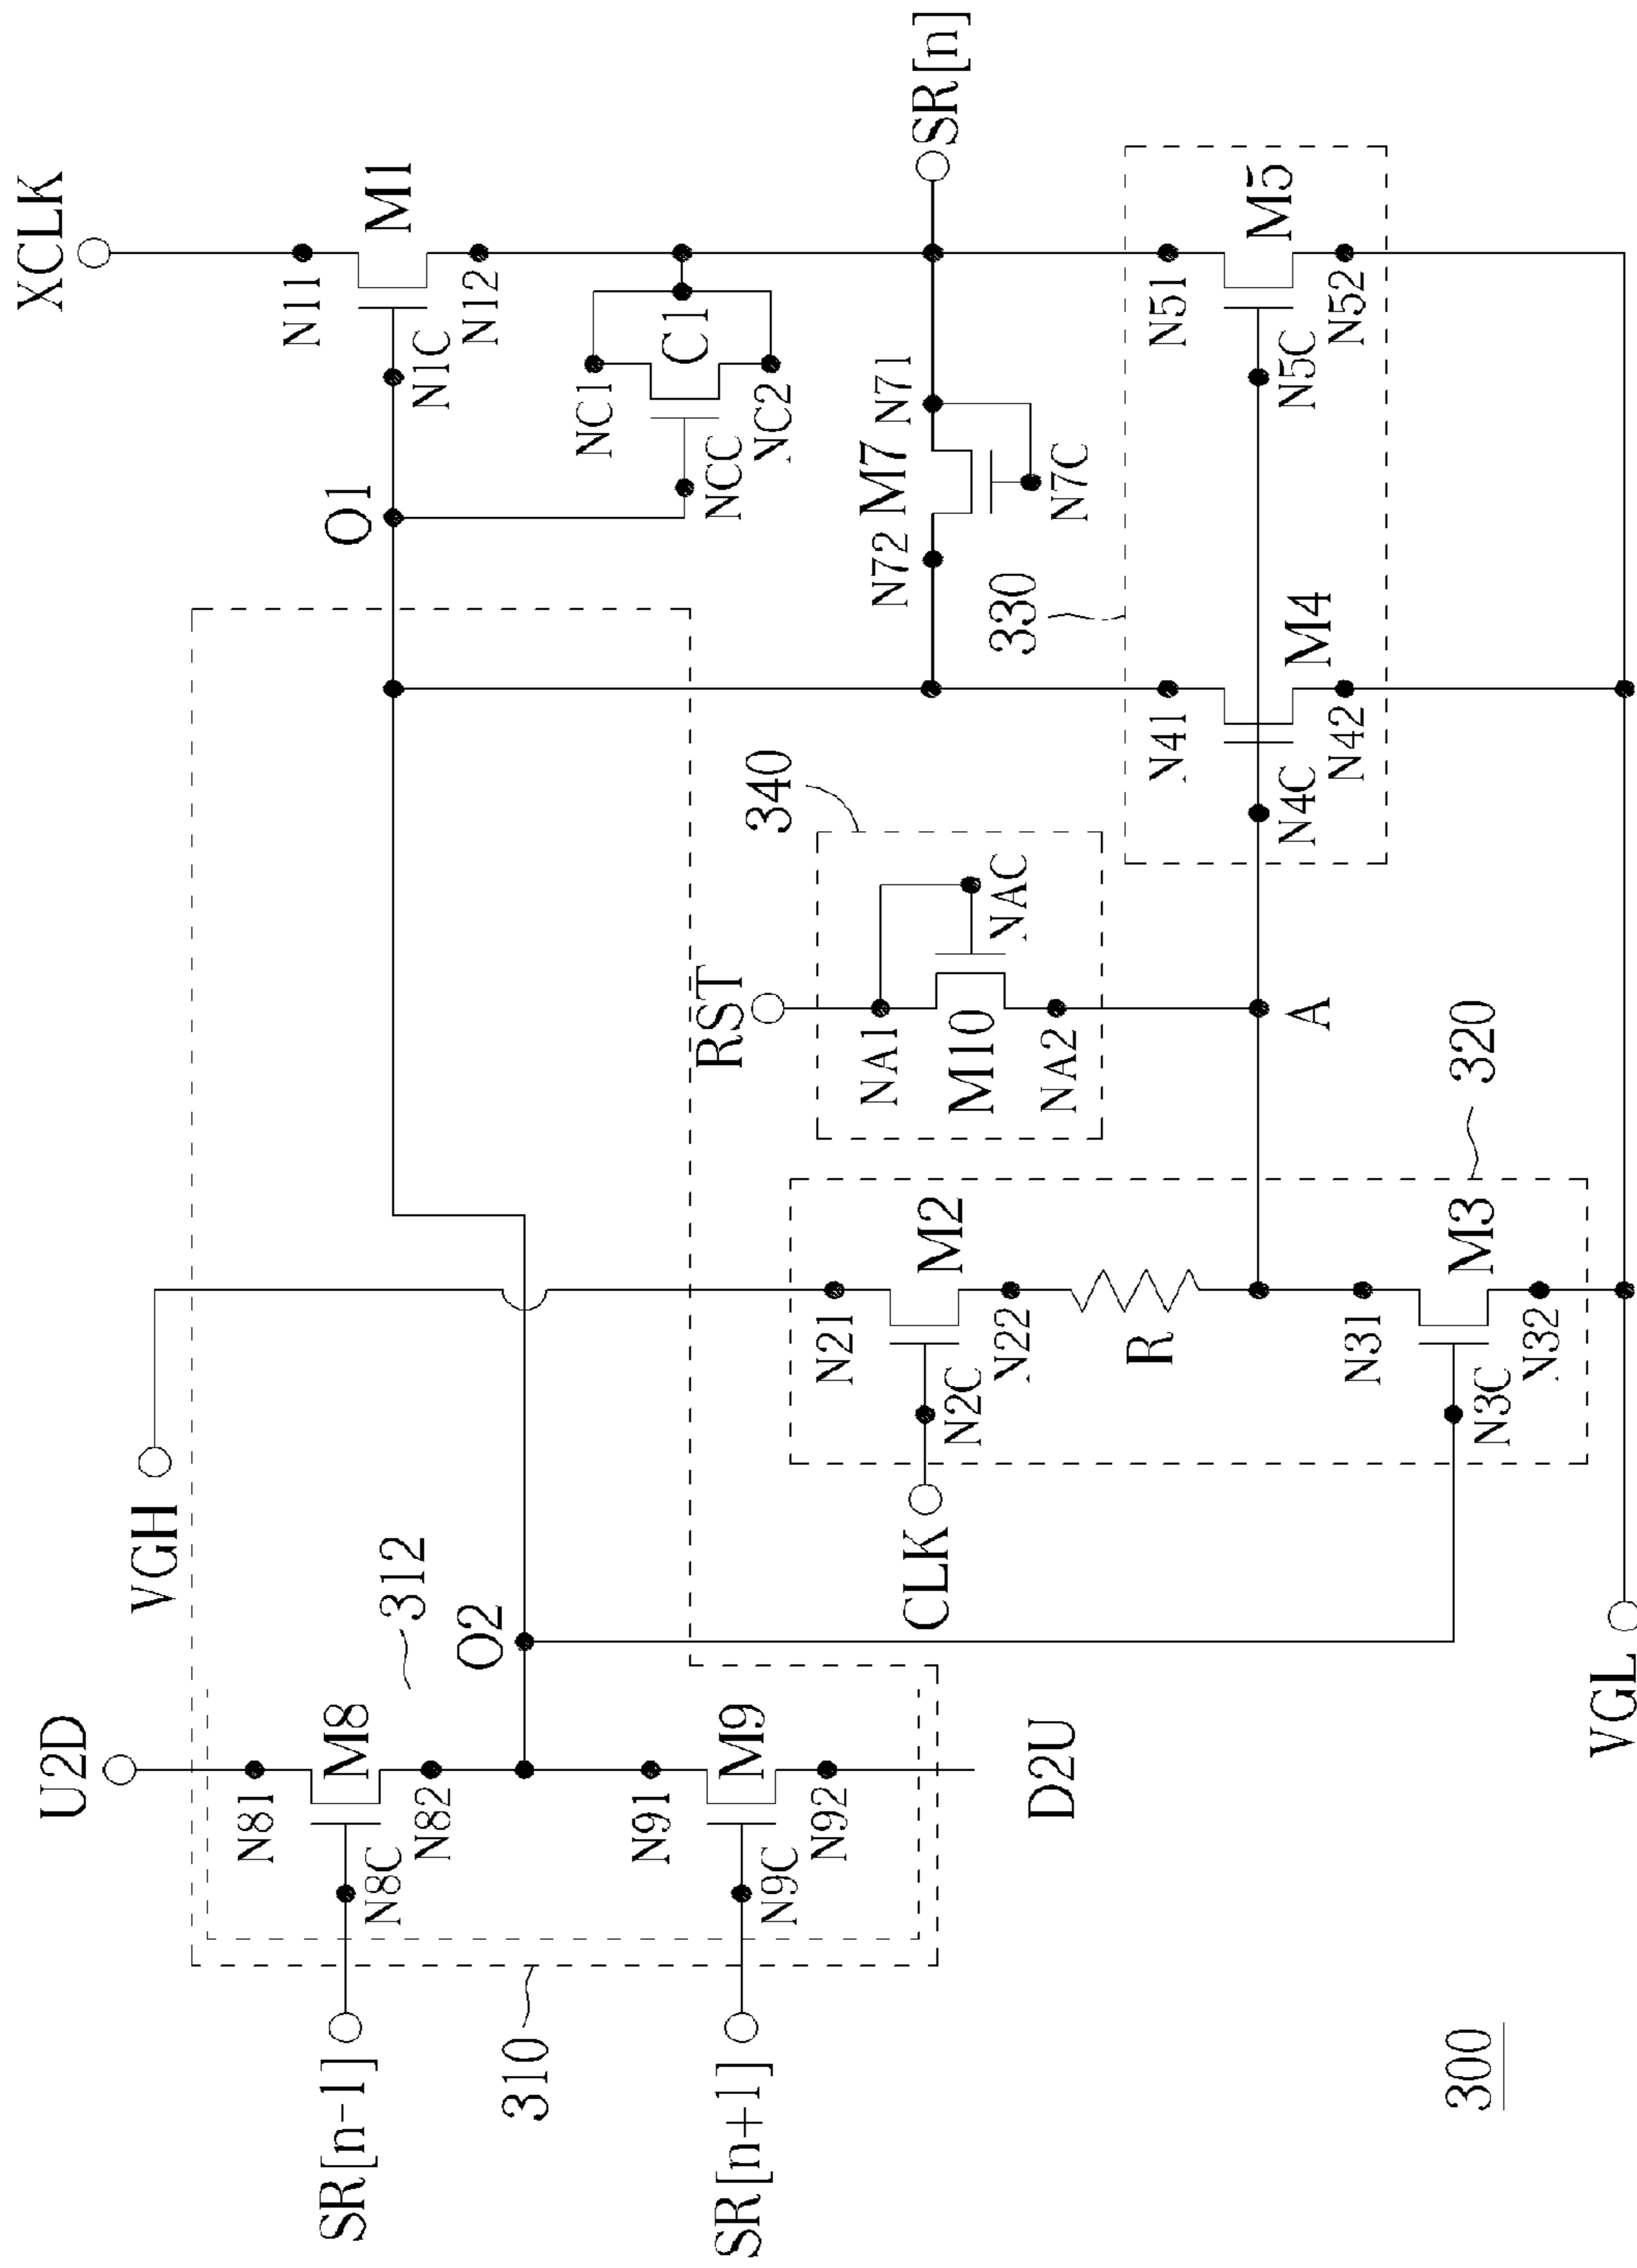 XCLK
N11
M1
N1C
N12
Q1
NC1
C1
NCC
NC2
SR[n]
N71
M7
N72
N7C
330
N51
M5
N5C
N52
N41
M4
N4C
N42
340
RST
NA1
NAC
M10
NA2
A
320
VGH
N21
M2
N2C
N22
CLK
R
N31
M3
N3C
N32
VGL
312
Q2
U2D
N81
M8
N8C
N82
N91
M9
N9C
N92
D2U
SR[n-1]
310
SR[n+1]
300